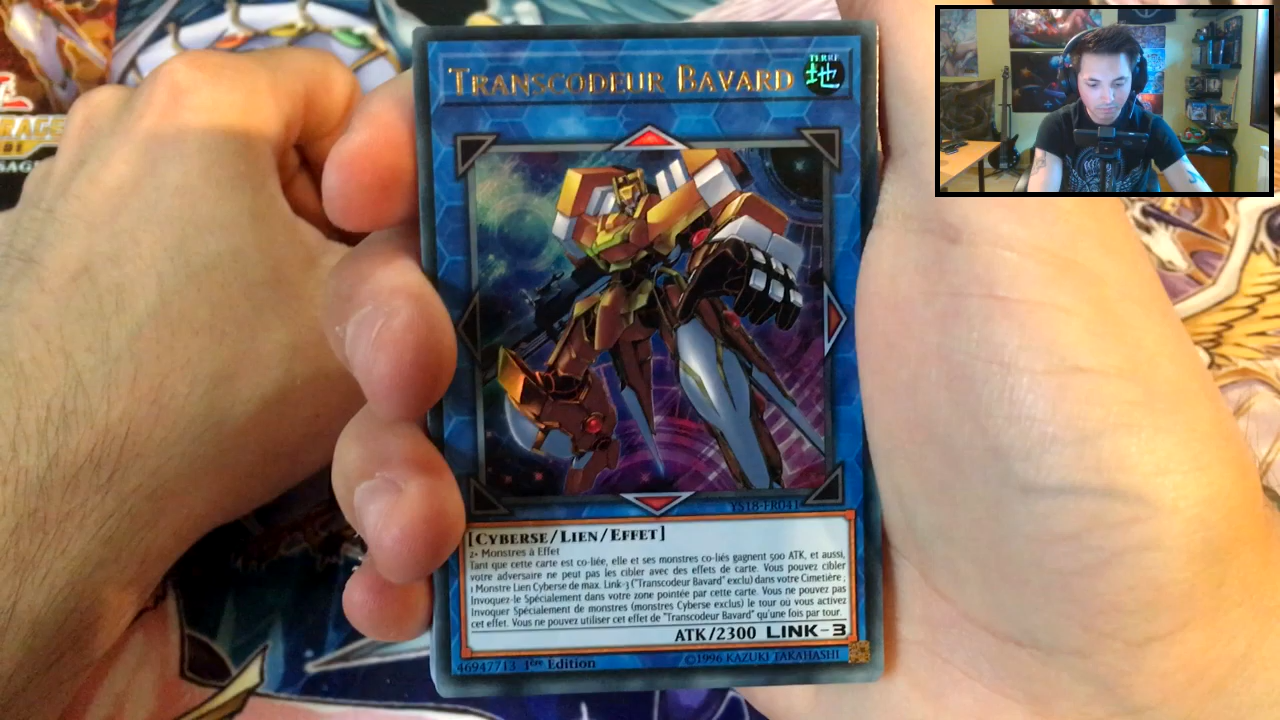 TRANSCODEUR BAVARD
TERRE
地
YS18-FR041
[CYBERSE/LIEN/EFFET]
2+ Monstres à Effet
Tant que cette carte est co-liée, elle et ses monstres co-liés gagnent 500 ATK, et aussi,
votre adversaire ne peut pas les cibler avec des effets de carte. Vous pouvez cibler
1 Monstre Lien Cyberse de max. Link-3 ("Transcodeur Bavard" exclu) dans votre Cimetière ;
Invoquez-le Spécialement dans votre zone pointée par cette carte. Vous ne pouvez pas
Invoquer Spécialement de monstres (monstres Cyberse exclus) le tour où vous activez
cet effet. Vous ne pouvez utiliser cet effet de "Transcodeur Bavard" qu'une fois par tour.
ATK/2300 LINK-3
46947713 1ère Édition
©1996 KAZUKI TAKAHASHI